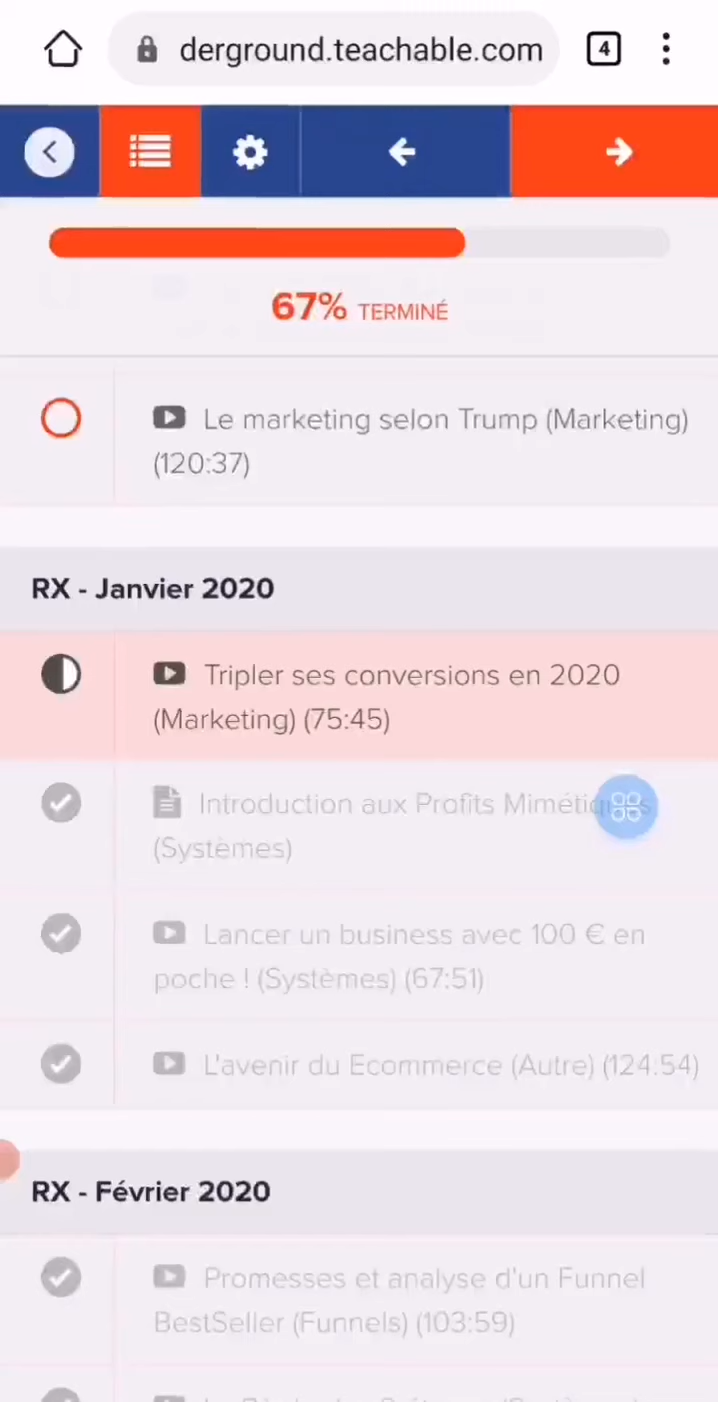 derground.teachable.com
4
67% TERMINÉ
Le marketing selon Trump (Marketing)
(120:37)
RX - Janvier 2020
Tripler ses conversions en 2020
(Marketing) (75:45)
Introduction aux Profits Mimétiques
(Systèmes)
Lancer un business avec 100 € en
poche ! (Systèmes) (67:51)
L'avenir du Ecommerce (Autre) (124:54)
RX - Février 2020
Promesses et analyse d'un Funnel
BestSeller (Funnels) (103:59)